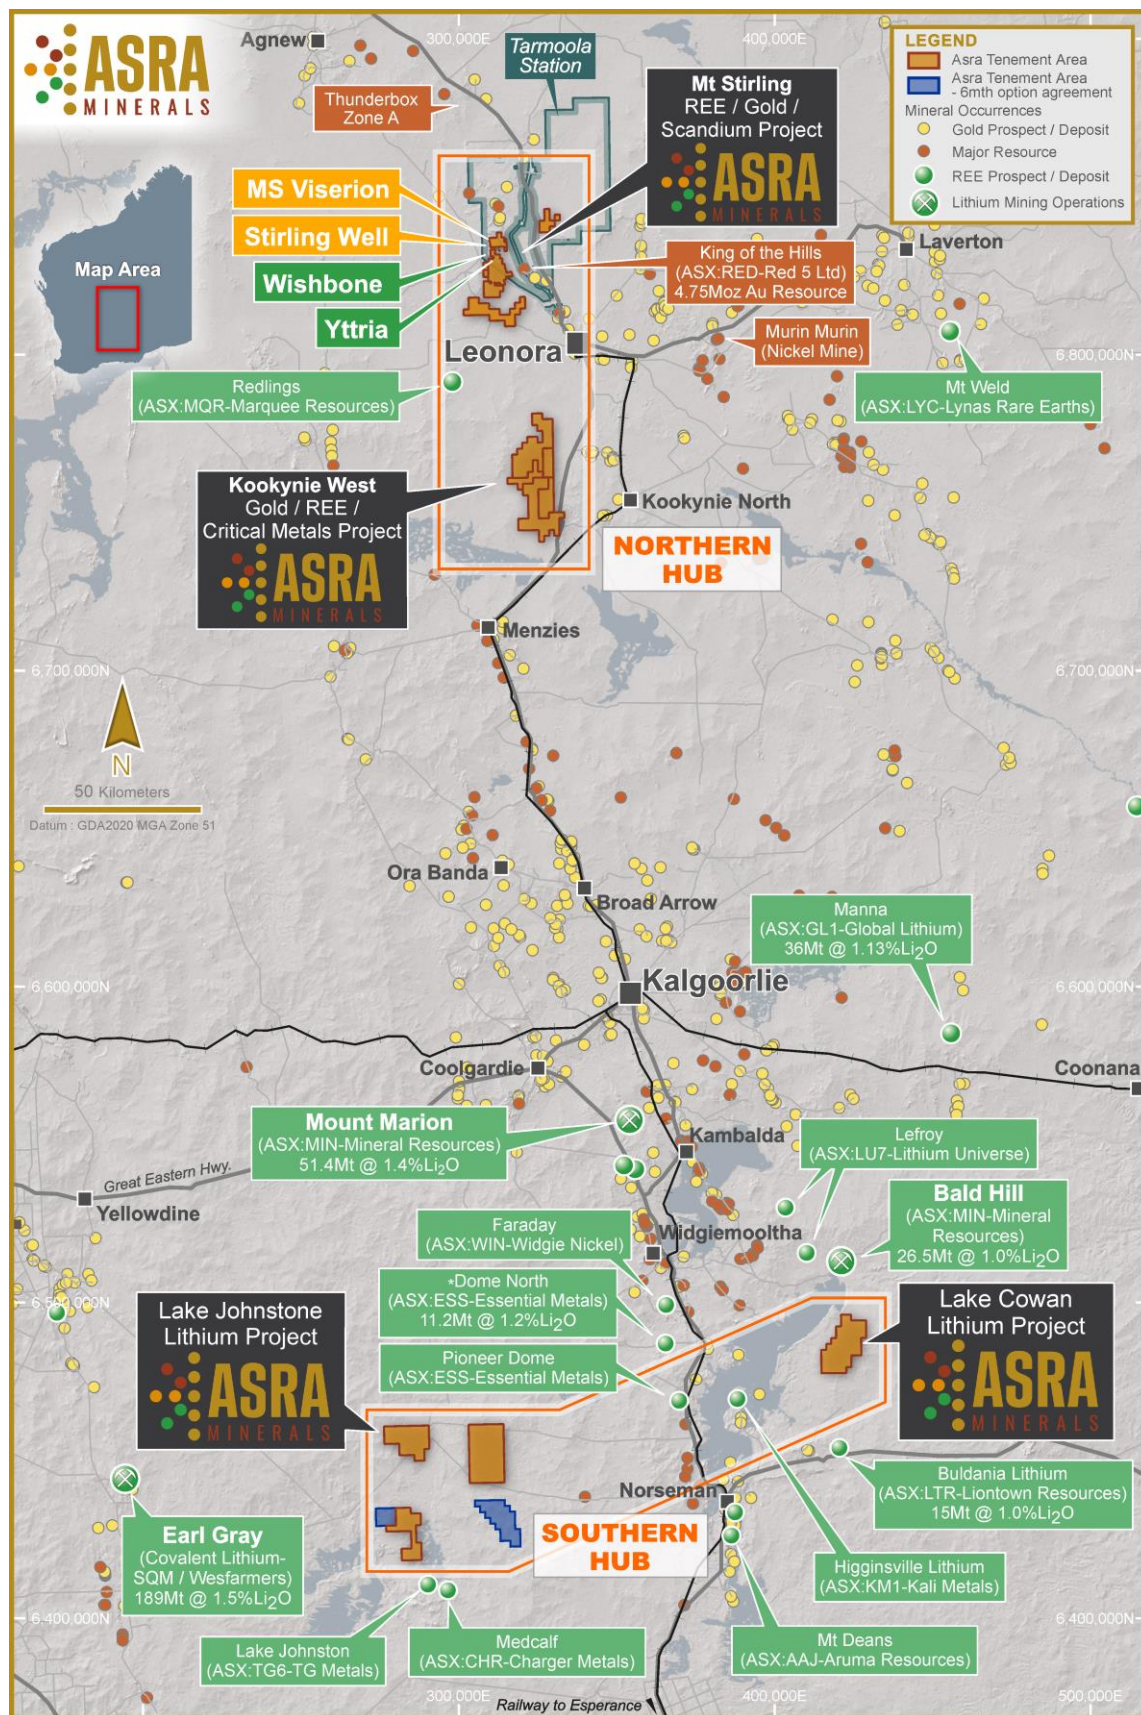 ASRA
MINERALS
Agnew
300,000E
Tarmoola
Station
400,000E
LEGEND
Asra Tenement Area
Asra Tenement Area
- 6mth option agreement
Mineral Occurrences
Gold Prospect / Deposit
Major Resource
REE Prospect / Deposit
Lithium Mining Operations
Thunderbox
Zone A
Mt Stirling
REE / Gold /
Scandium Project
ASRA
MINERALS
MS Viserion
Stirling Well
Wishbone
Yttria
Map Area
King of the Hills
(ASX:RED-Red 5 Ltd)
4.75Moz Au Resource
Laverton
Murin Murin
(Nickel Mine)
Leonora
6,800,000N
Redlings
(ASX:MQR-Marquee Resources)
Mt Weld
(ASX:LYC-Lynas Rare Earths)
Kookynie West
Gold / REE /
Critical Metals Project
ASRA
MINERALS
Kookynie North
NORTHERN
HUB
Menzies
6,700,000N
6,700,000N
N
50 Kilometers
Datum : GDA2020 MGA Zone 51
Ora Banda
Broad Arrow
Manna
(ASX:GL1-Global Lithium)
36Mt @ 1.13%Li₂O
Kalgoorlie
6,600,000N
6,600,000N
Coolgardie
Coonana
Mount Marion
(ASX:MIN-Mineral Resources)
51.4Mt @ 1.4%Li₂O
Kambalda
Lefroy
(ASX:LU7-Lithium Universe)
Great Eastern Hwy.
Yellowdine
Faraday
(ASX:WIN-Widgie Nickel)
Widgiemooltha
Bald Hill
(ASX:MIN-Mineral
Resources)
26.5Mt @ 1.0%Li₂O
*Dome North
(ASX:ESS-Essential Metals)
11.2Mt @ 1.2%Li₂O
6,500,000N
Lake Johnstone
Lithium Project
ASRA
MINERALS
Lake Cowan
Lithium Project
ASRA
MINERALS
Pioneer Dome
(ASX:ESS-Essential Metals)
Norseman
Buldania Lithium
(ASX:LTR-Liontown Resources)
15Mt @ 1.0%Li₂O
SOUTHERN
HUB
Earl Gray
(Covalent Lithium-
SQM / Wesfarmers)
189Mt @ 1.5%Li₂O
Higginsville Lithium
(ASX:KM1-Kali Metals)
6,400,000N
6,400,000N
Lake Johnston
(ASX:TG6-TG Metals)
Medcalf
(ASX:CHR-Charger Metals)
Mt Deans
(ASX:AAJ-Aruma Resources)
300,000E
400,000E
500,000E
Railway to Esperance